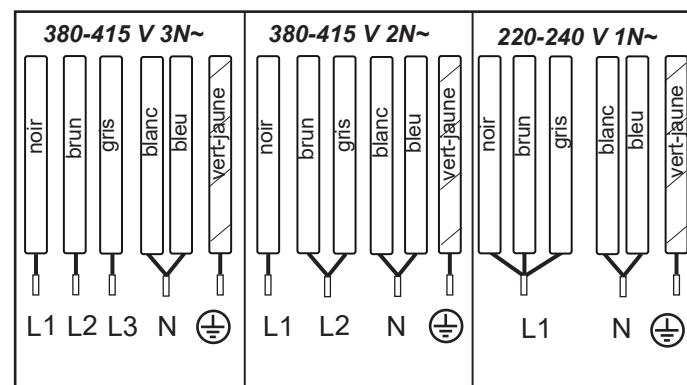 380-415 V 3N~
noir
brun
gris
blanc
bleu
vert-jaune
L1 L2 L3 N
380-415 V 2N~
noir
brun
gris
blanc
bleu
vert-jaune
L1 L2 N
220-240 V 1N~
noir
brun
gris
blanc
bleu
vert-jaune
L1 N